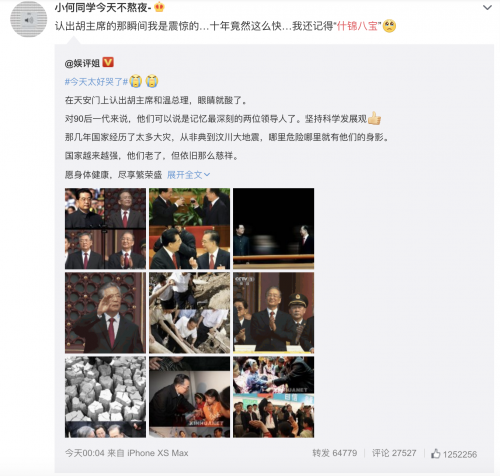 小何同学今天不熬夜-
认出胡主席的那瞬间我是震惊的...十年竟然这么快...我还记得“什锦八宝”
@娱评姐
#今天太好哭了#
在天安门上认出胡主席和温总理，眼睛就酸了。
对90后一代来说，他们可以说是记忆最深刻的两位领导人了。坚持科学发展观
那几年国家经历了太多大灾，从非典到汶川大地震，哪里危险哪里就有他们的身影。
国家越来越强，他们老了，但依旧那么慈祥。
愿身体健康，尽享繁荣盛 展开全文
XINHUANET
XINHUANET
今天00:04 来自 iPhone XS Max
转发 64779 评论 27527 1252256